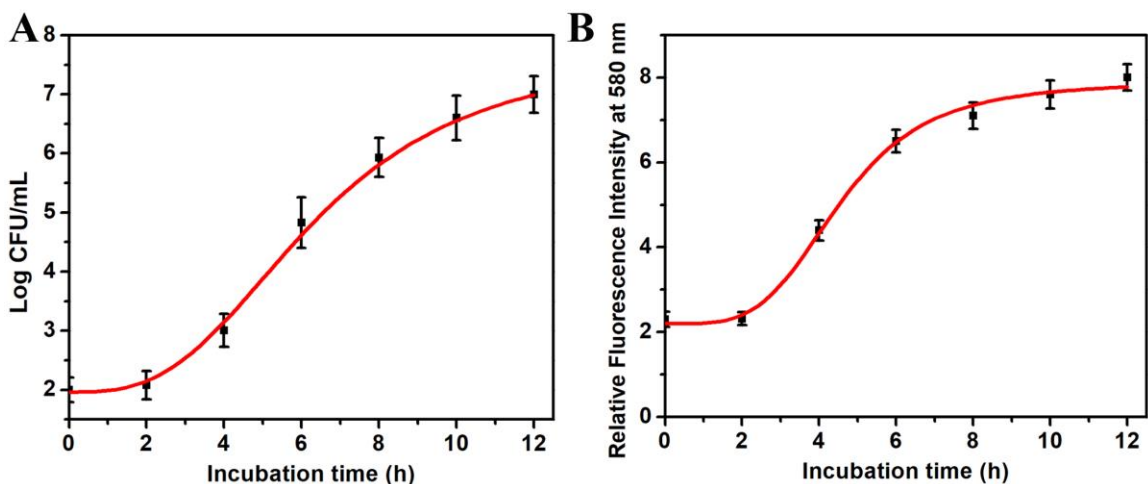 A
Log CFU/mL
8
7
6
5
4
3
2
0 2 4 6 8 10 12
Incubation time (h)
B
Relative Fluorescence Intensity at 580 nm
8
6
4
2
0
0 2 4 6 8 10 12
Incubation time (h)